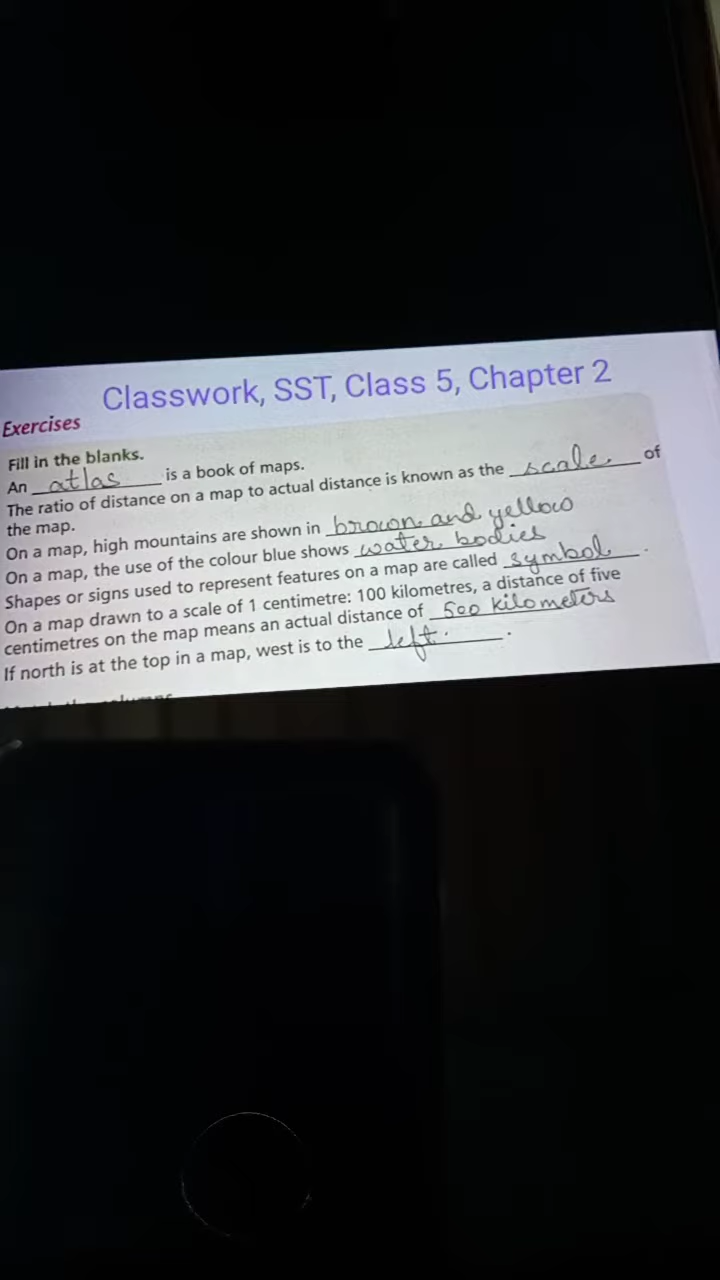 Classwork, SST, Class 5, Chapter 2
Exercises
Fill in the blanks.
An atlas is a book of maps.
The ratio of distance on a map to actual distance is known as the scale of
the map.
On a map, high mountains are shown in brown and yellow
On a map, the use of the colour blue shows water bodies
Shapes or signs used to represent features on a map are called symbol.
On a map drawn to a scale of 1 centimetre: 100 kilometres, a distance of five
centimetres on the map means an actual distance of 500 kilometers
If north is at the top in a map, west is to the left.